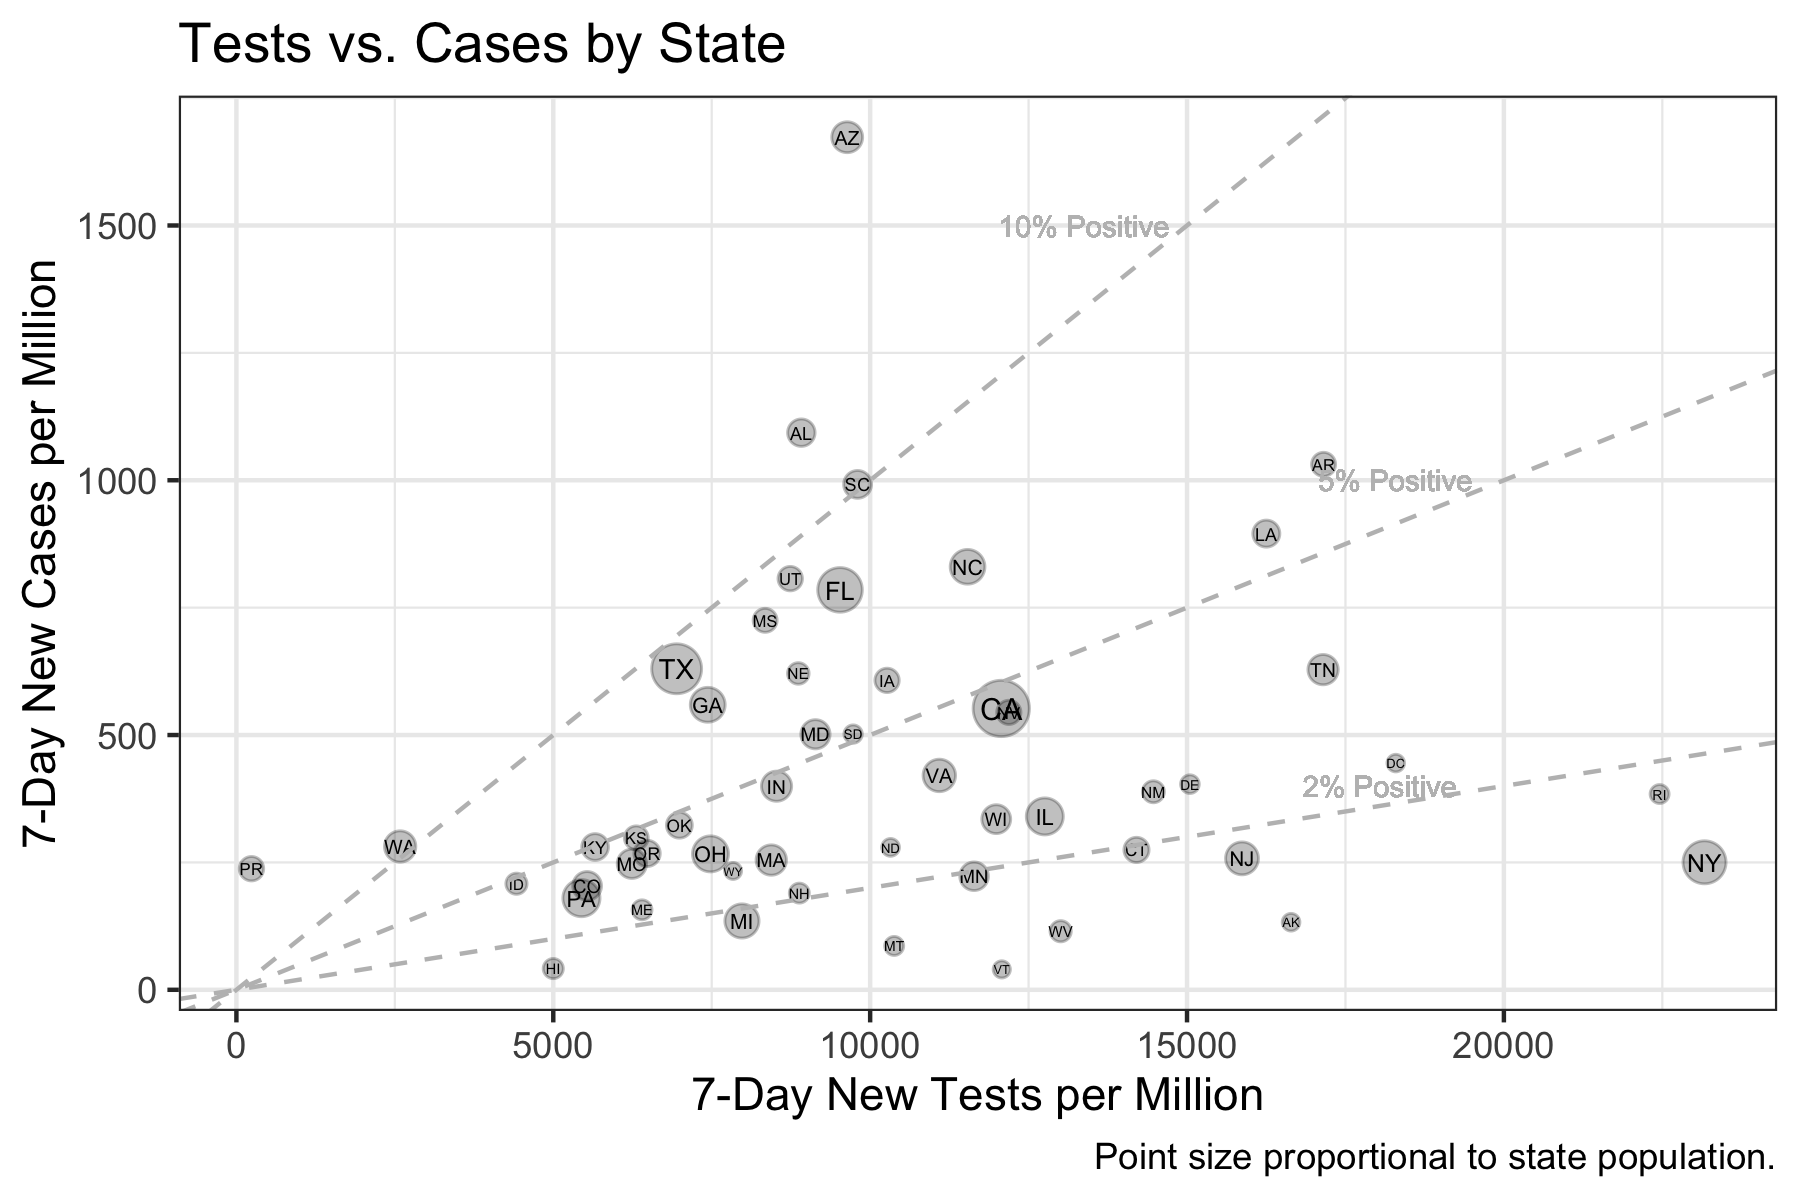 Tests vs. Cases by State
7-Day New Cases per Million
1500
1000
500
0
AZ
10% Positive
AL
AR
5% Positive
SC
LA
NC
UT
FL
MS
TX
NE
IA
TN
GA
CA
NV
MD
SD
DC
VA
IN
2% Positive
NM
DE
RI
IL
WI
OK
KS
KY
WA
OR
OH
ND
CT
MO
MA
NJ
NY
PR
WY
MN
ID
CO
PA
NH
ME
MI
AK
WV
MT
HI
VT
0 5000 10000 15000 20000
7-Day New Tests per Million
Point size proportional to state population.